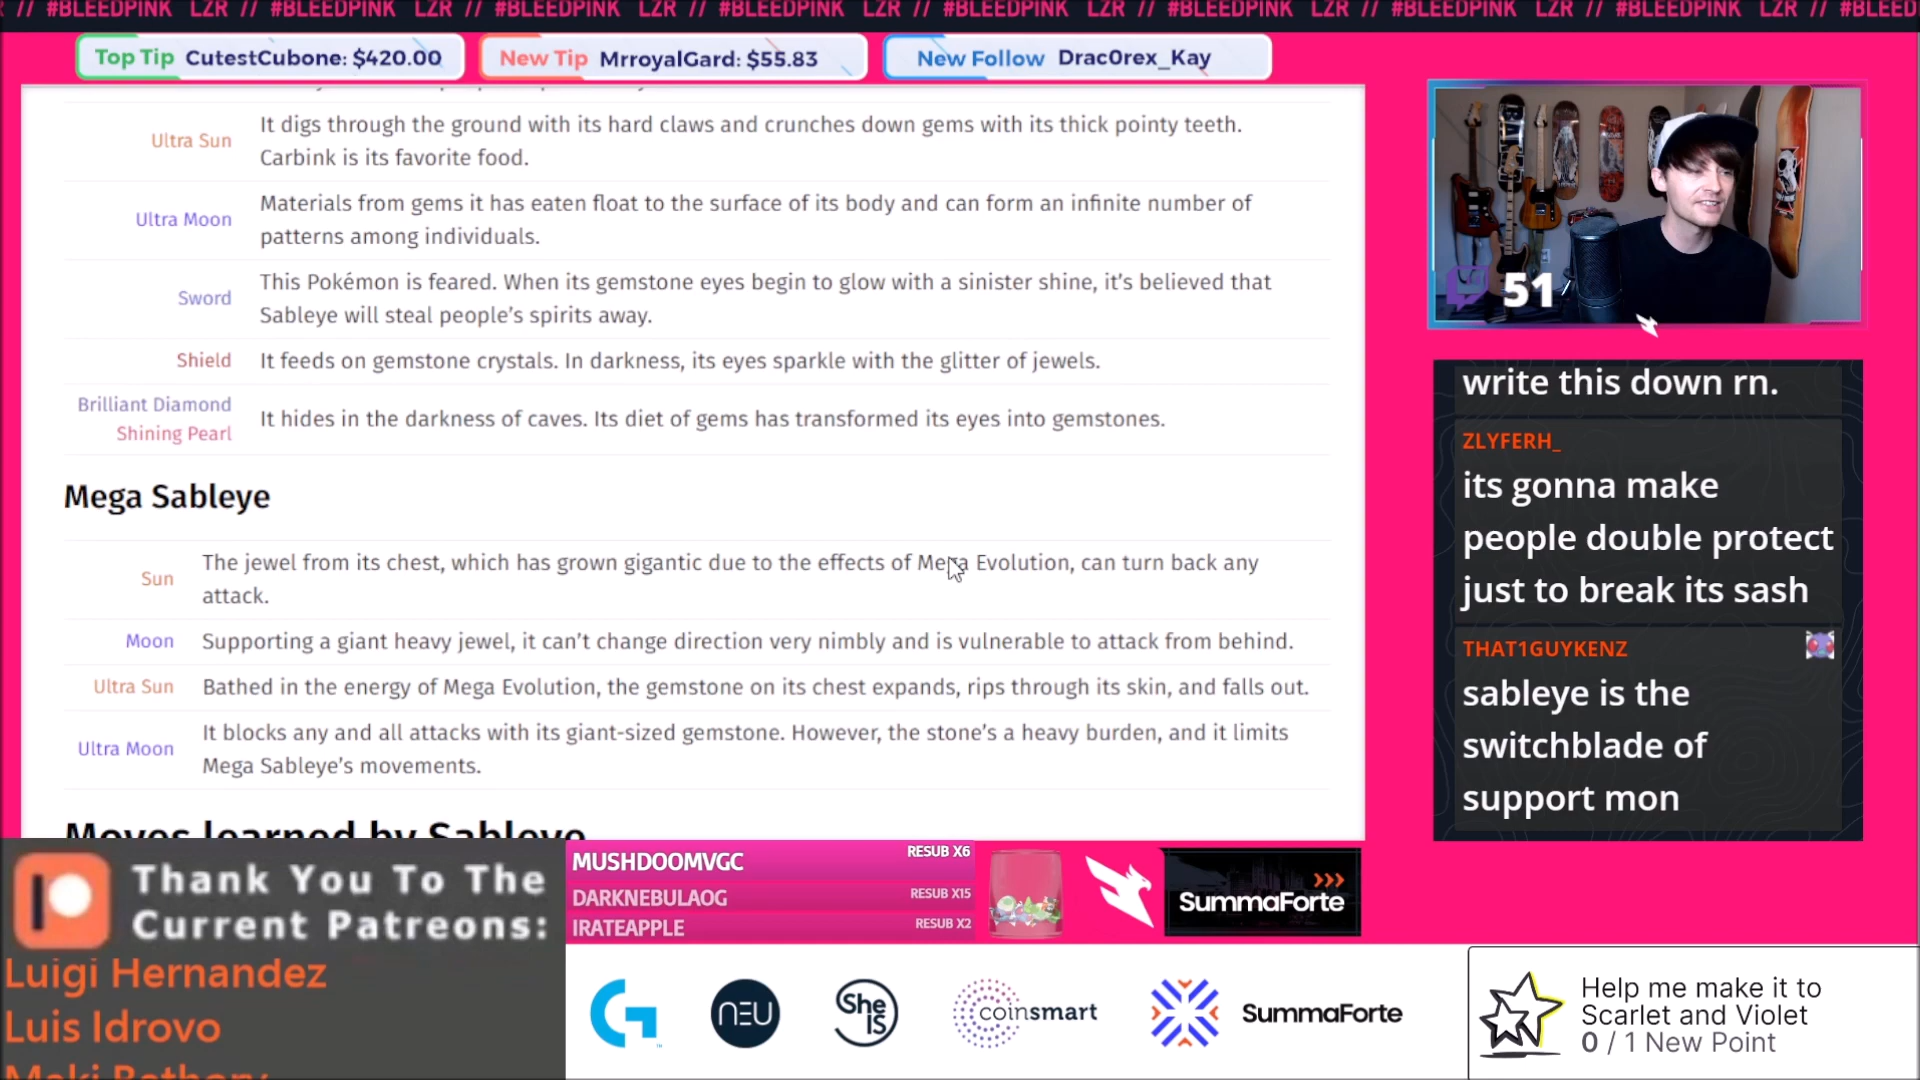 // #BLEEDPINK LZR // #BLEEDPINK LZR // #BLEEDPINK LZR // #BLEEDPINK LZR // #BLEEDPINK LZR // #BLEEDPINK LZR // #BLEEDPINK LZR // #BLEEDPINK LZR // #BLEED
Top Tip CutestCubone: $420.00
New Tip MrroyalGard: $55.83
New Follow Drac0rex_Kay
Ultra Sun It digs through the ground with its hard claws and crunches down gems with its thick pointy teeth.
Carbink is its favorite food.
Ultra Moon Materials from gems it has eaten float to the surface of its body and can form an infinite number of
patterns among individuals.
Sword This Pokémon is feared. When its gemstone eyes begin to glow with a sinister shine, it’s believed that
Sableye will steal people’s spirits away.
Shield It feeds on gemstone crystals. In darkness, its eyes sparkle with the glitter of jewels.
Brilliant Diamond
Shining Pearl
It hides in the darkness of caves. Its diet of gems has transformed its eyes into gemstones.
Mega Sableye
Sun The jewel from its chest, which has grown gigantic due to the effects of Mega Evolution, can turn back any
attack.
Moon Supporting a giant heavy jewel, it can’t change direction very nimbly and is vulnerable to attack from behind.
Ultra Sun Bathed in the energy of Mega Evolution, the gemstone on its chest expands, rips through its skin, and falls out.
Ultra Moon It blocks any and all attacks with its giant-sized gemstone. However, the stone’s a heavy burden, and it limits
Mega Sableye’s movements.
Moves learned by Sableye
51
write this down rn.
ZLYFERH_
its gonna make
people double protect
just to break its sash
THAT1GUYKENZ
sableye is the
switchblade of
support mon
Thank You To The
Current Patreons:
Luigi Hernandez
Luis Idrovo
MUSHDOOMVGC RESUB X6
DARKNEBULAOG RESUB X15
IRATEAPPLE RESUB X2
SummaForte
G
NEU
She
IS
coinsmart
SummaForte
Help me make it to
Scarlet and Violet
0 / 1 New Point